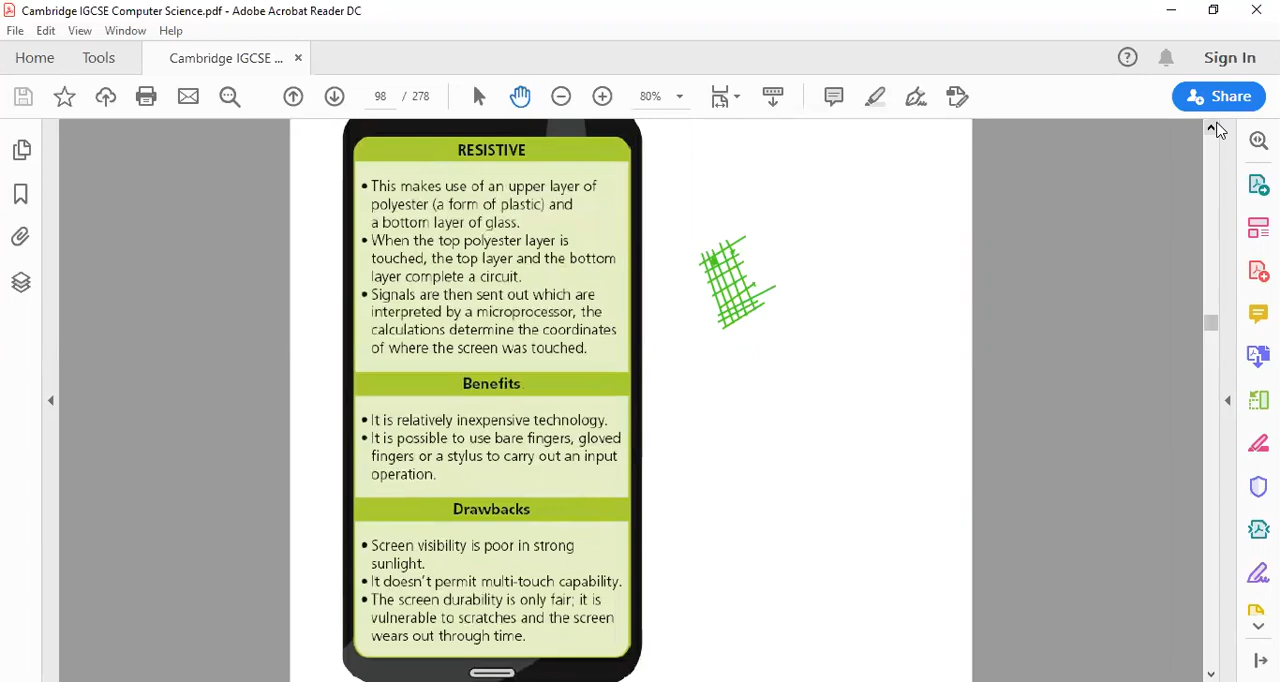 Cambridge IGCSE Computer Science.pdf - Adobe Acrobat Reader DC
File Edit View Window Help
Home Tools Cambridge IGCSE ... × Sign In
98 / 278 80% Share
RESISTIVE
• This makes use of an upper layer of
polyester (a form of plastic) and
a bottom layer of glass.
• When the top polyester layer is
touched, the top layer and the bottom
layer complete a circuit.
• Signals are then sent out which are
interpreted by a microprocessor, the
calculations determine the coordinates
of where the screen was touched.
Benefits
• It is relatively inexpensive technology.
• It is possible to use bare fingers, gloved
fingers or a stylus to carry out an input
operation.
Drawbacks
• Screen visibility is poor in strong
sunlight.
• It doesn't permit multi-touch capability.
• The screen durability is only fair; it is
vulnerable to scratches and the screen
wears out through time.